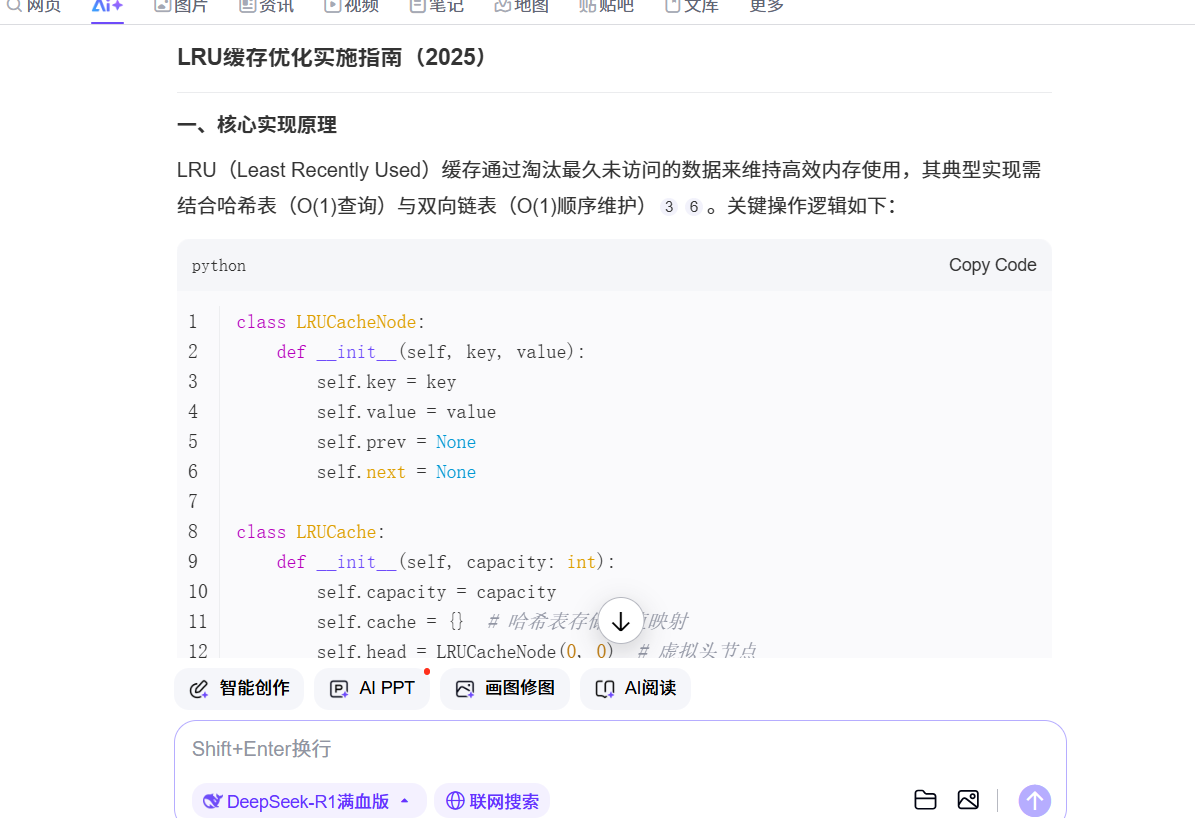 网页 Ai+ 图片 资讯 视频 笔记 地图 贴吧 文库 更多
LRU缓存优化实施指南（2025）
一、核心实现原理
LRU（Least Recently Used）缓存通过淘汰最久未访问的数据来维持高效内存使用，其典型实现需
结合哈希表（O(1)查询）与双向链表（O(1)顺序维护） 3 6 。关键操作逻辑如下：
python Copy Code
1 class LRUCacheNode:
2 def __init__(self, key, value):
3 self.key = key
4 self.value = value
5 self.prev = None
6 self.next = None
7
8 class LRUCache:
9 def __init__(self, capacity: int):
10 self.capacity = capacity
11 self.cache = {} # 哈希表存 映射
12 self.head = LRUCacheNode(0, 0) # 虚拟头节点
智能创作 AI PPT 画图修图 AI阅读
Shift+Enter换行
DeepSeek-R1满血版 联网搜索